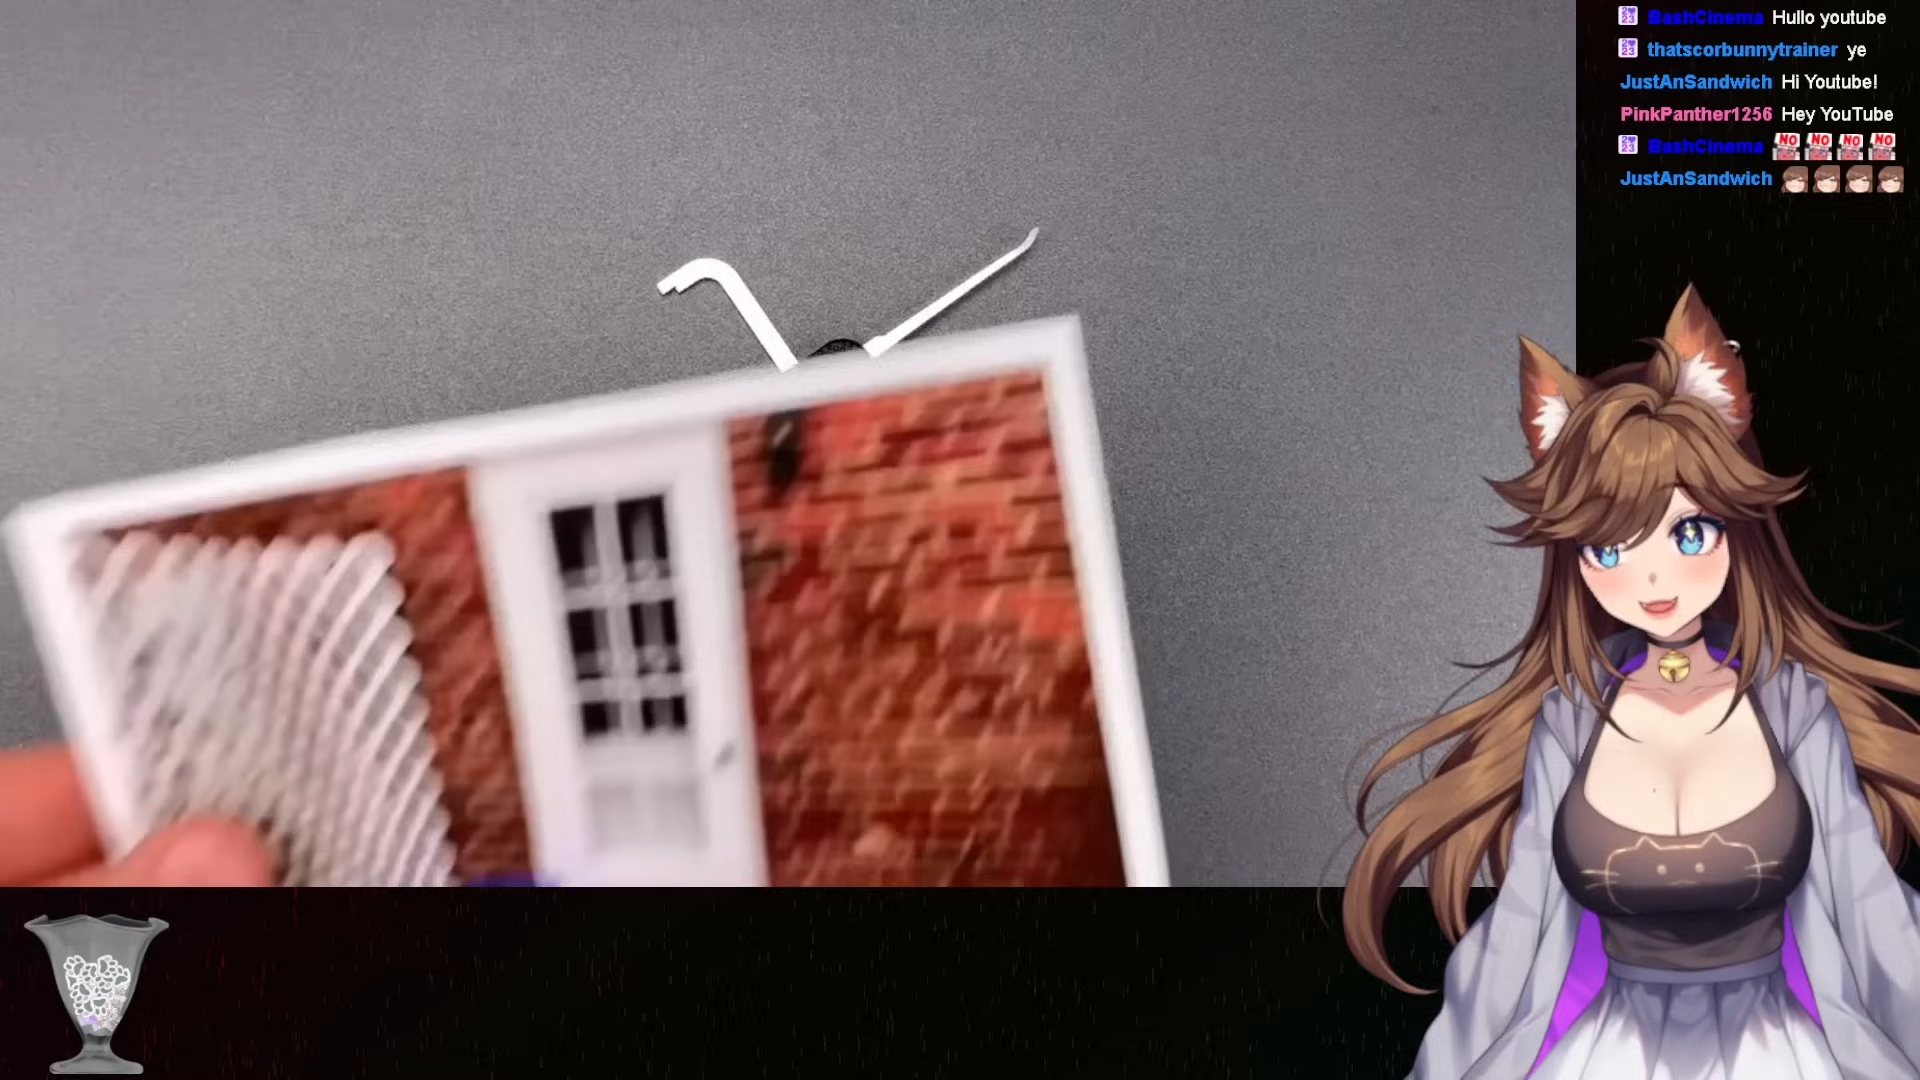 BashCinema Hullo youtube
thatscorbunnytrainer ye
JustAnSandwich Hi Youtube!
PinkPanther1256 Hey YouTube
BashCinema NO NO NO NO
JustAnSandwich